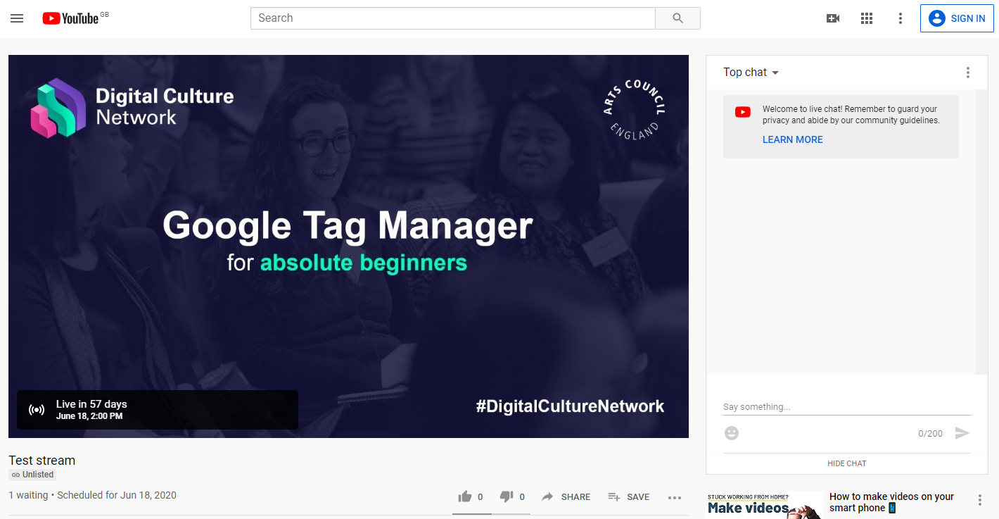 YouTube GB
Search
SIGN IN
Digital Culture
Network
ARTS COUNCIL
ENGLAND
Google Tag Manager
for absolute beginners
Live in 57 days
June 18, 2:00 PM
#DigitalCultureNetwork
Test stream
Unlisted
1 waiting • Scheduled for Jun 18, 2020
0
0
SHARE
SAVE
Top chat
Welcome to live chat! Remember to guard your
privacy and abide by our community guidelines.
LEARN MORE
Say something...
0/200
HIDE CHAT
STUCK WORKING FROM HOME?
Make videos
How to make videos on your
smart phone📱